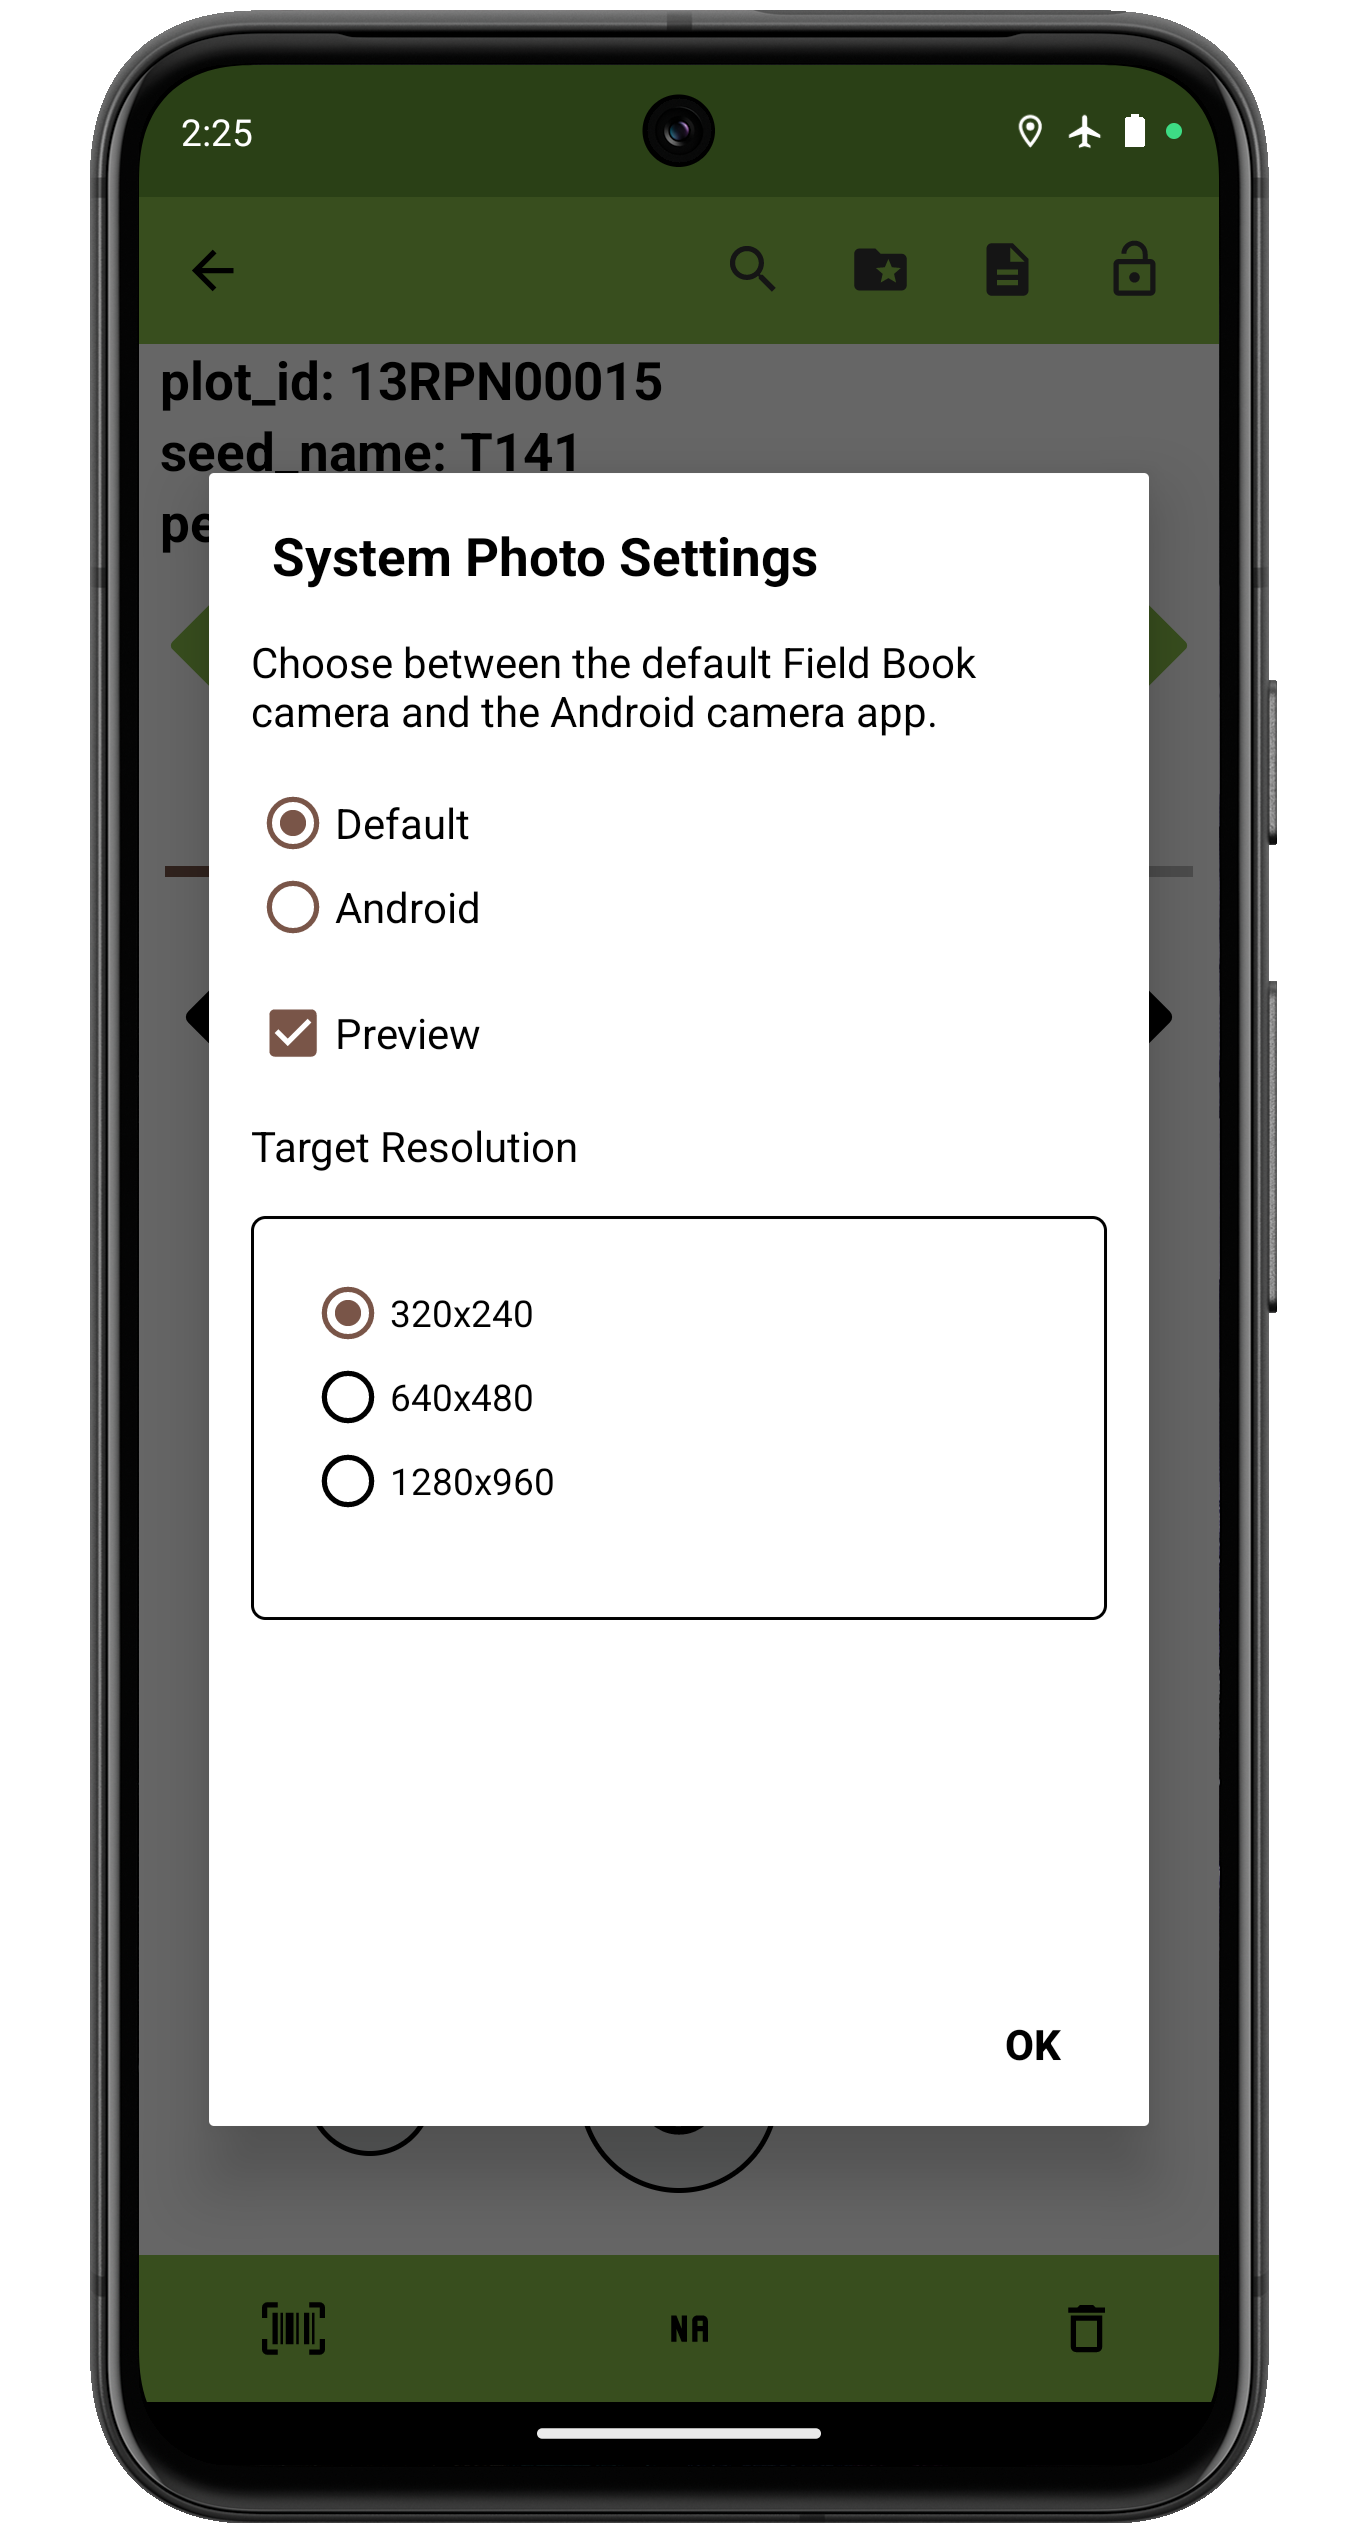 2:25
plot_id: 13RPN00015
seed_name: T141
pe
System Photo Settings
Choose between the default Field Book
camera and the Android camera app.
Default
Android
Preview
Target Resolution
320x240
640x480
1280x960
OK
NA